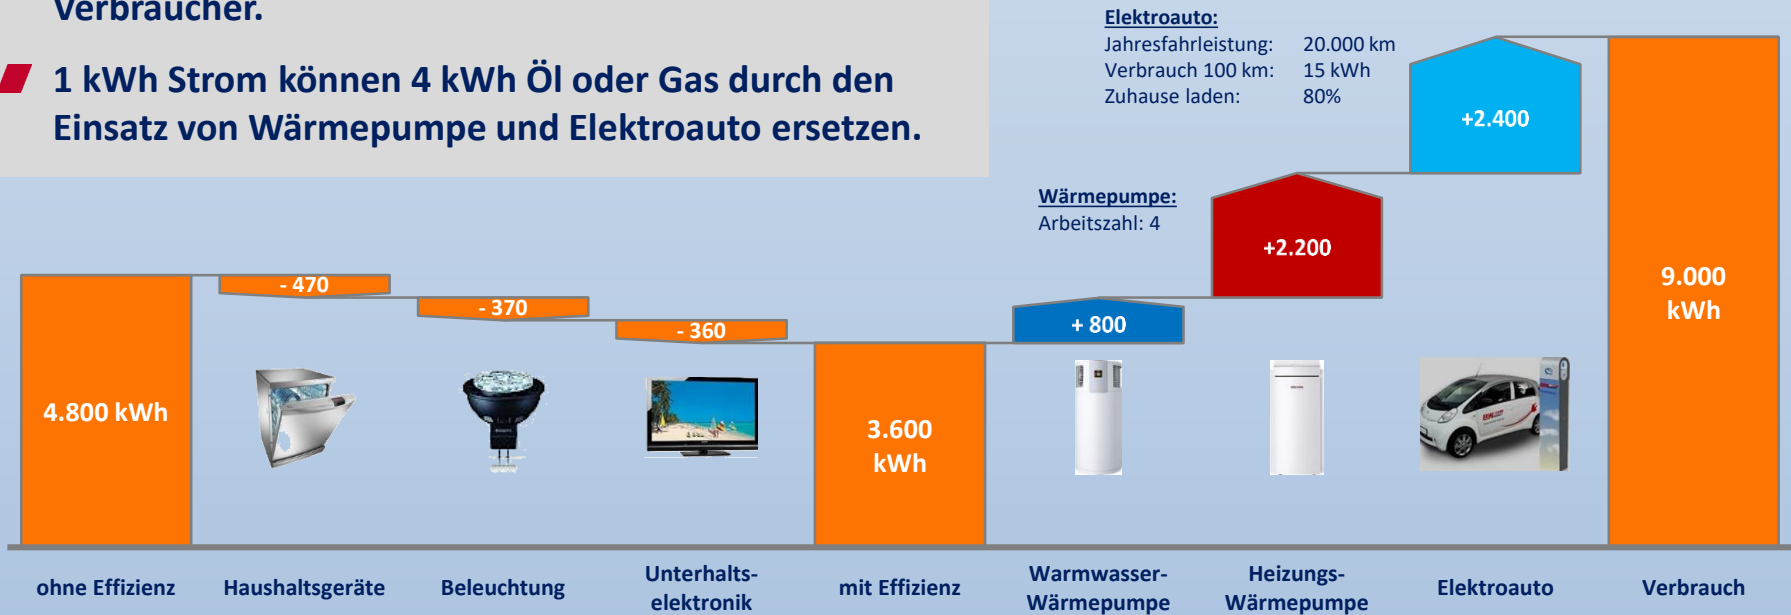 Verbraucher.
1 kWh Strom können 4 kWh Öl oder Gas durch den
Einsatz von Wärmepumpe und Elektroauto ersetzen.
Elektroauto:
Jahresfahrleistung: 20.000 km
Verbrauch 100 km: 15 kWh
Zuhause laden: 80%
+2.400
Wärmepumpe:
Arbeitszahl: 4
+2.200
9.000
kWh
- 470
- 370
- 360
+ 800
4.800 kWh
3.600
kWh
ohne Effizienz
Haushaltsgeräte
Beleuchtung
Unterhalts-
elektronik
mit Effizienz
Warmwasser-
Wärmepumpe
Heizungs-
Wärmepumpe
Elektroauto
Verbrauch